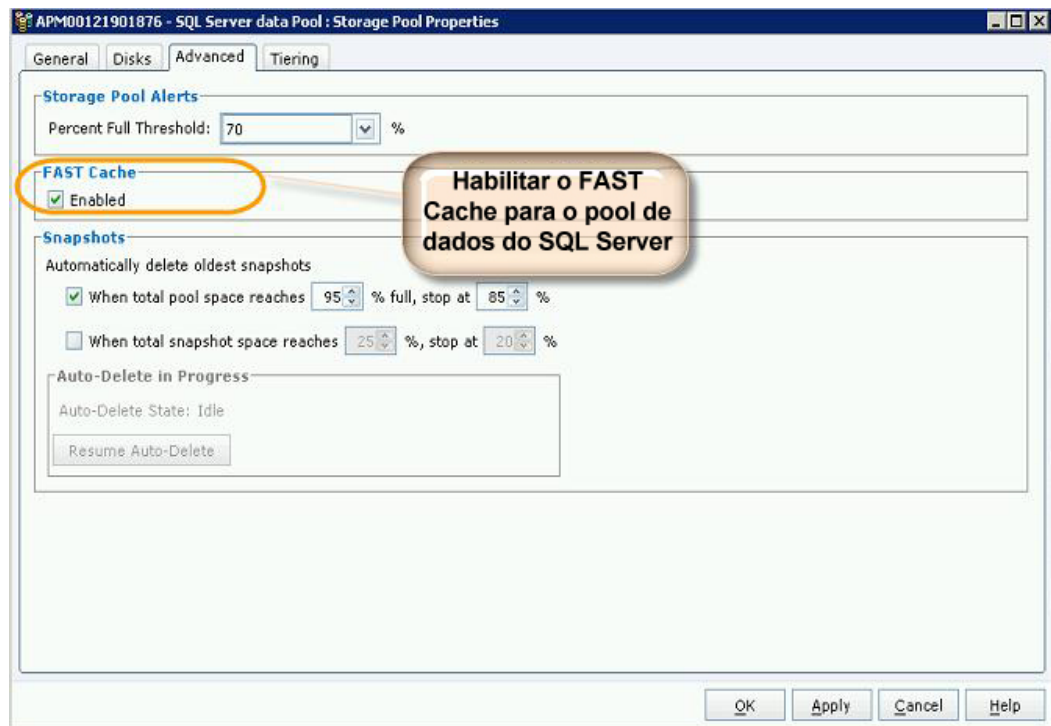 APM00121901876 - SQL Server data Pool : Storage Pool Properties
General Disks Advanced Tiering
Storage Pool Alerts
Percent Full Threshold: 70 %
FAST Cache
Enabled
Habilitar o FAST
Cache para o pool de
dados do SQL Server
Snapshots
Automatically delete oldest snapshots
When total pool space reaches 95 % full, stop at 85 %
When total snapshot space reaches 25 %, stop at 20 %
Auto-Delete in Progress
Auto-Delete State: Idle
Resume Auto-Delete
OK Apply Cancel Help